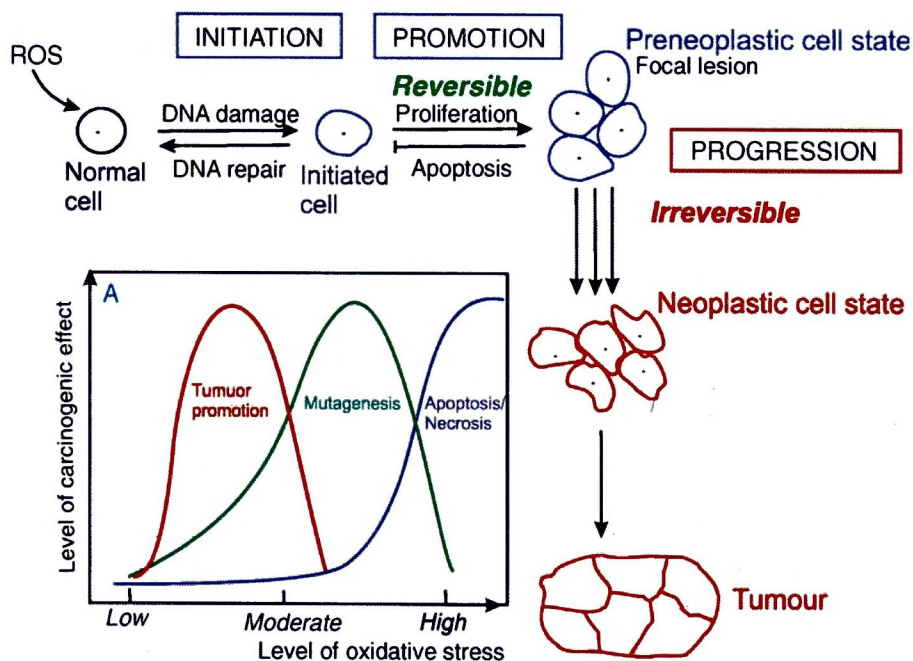 INITIATION
PROMOTION
ROS
Preneoplastic cell state
Focal lesion
Reversible
DNA damage
Proliferation
DNA repair
Apoptosis
Normal
cell
Initiated
cell
PROGRESSION
Irreversible
A
Neoplastic cell state
Tumuor
promotion
Mutagenesis
Apoptosis/
Necrosis
Level of carcinogenic effect
Low
Moderate
High
Level of oxidative stress
Tumour